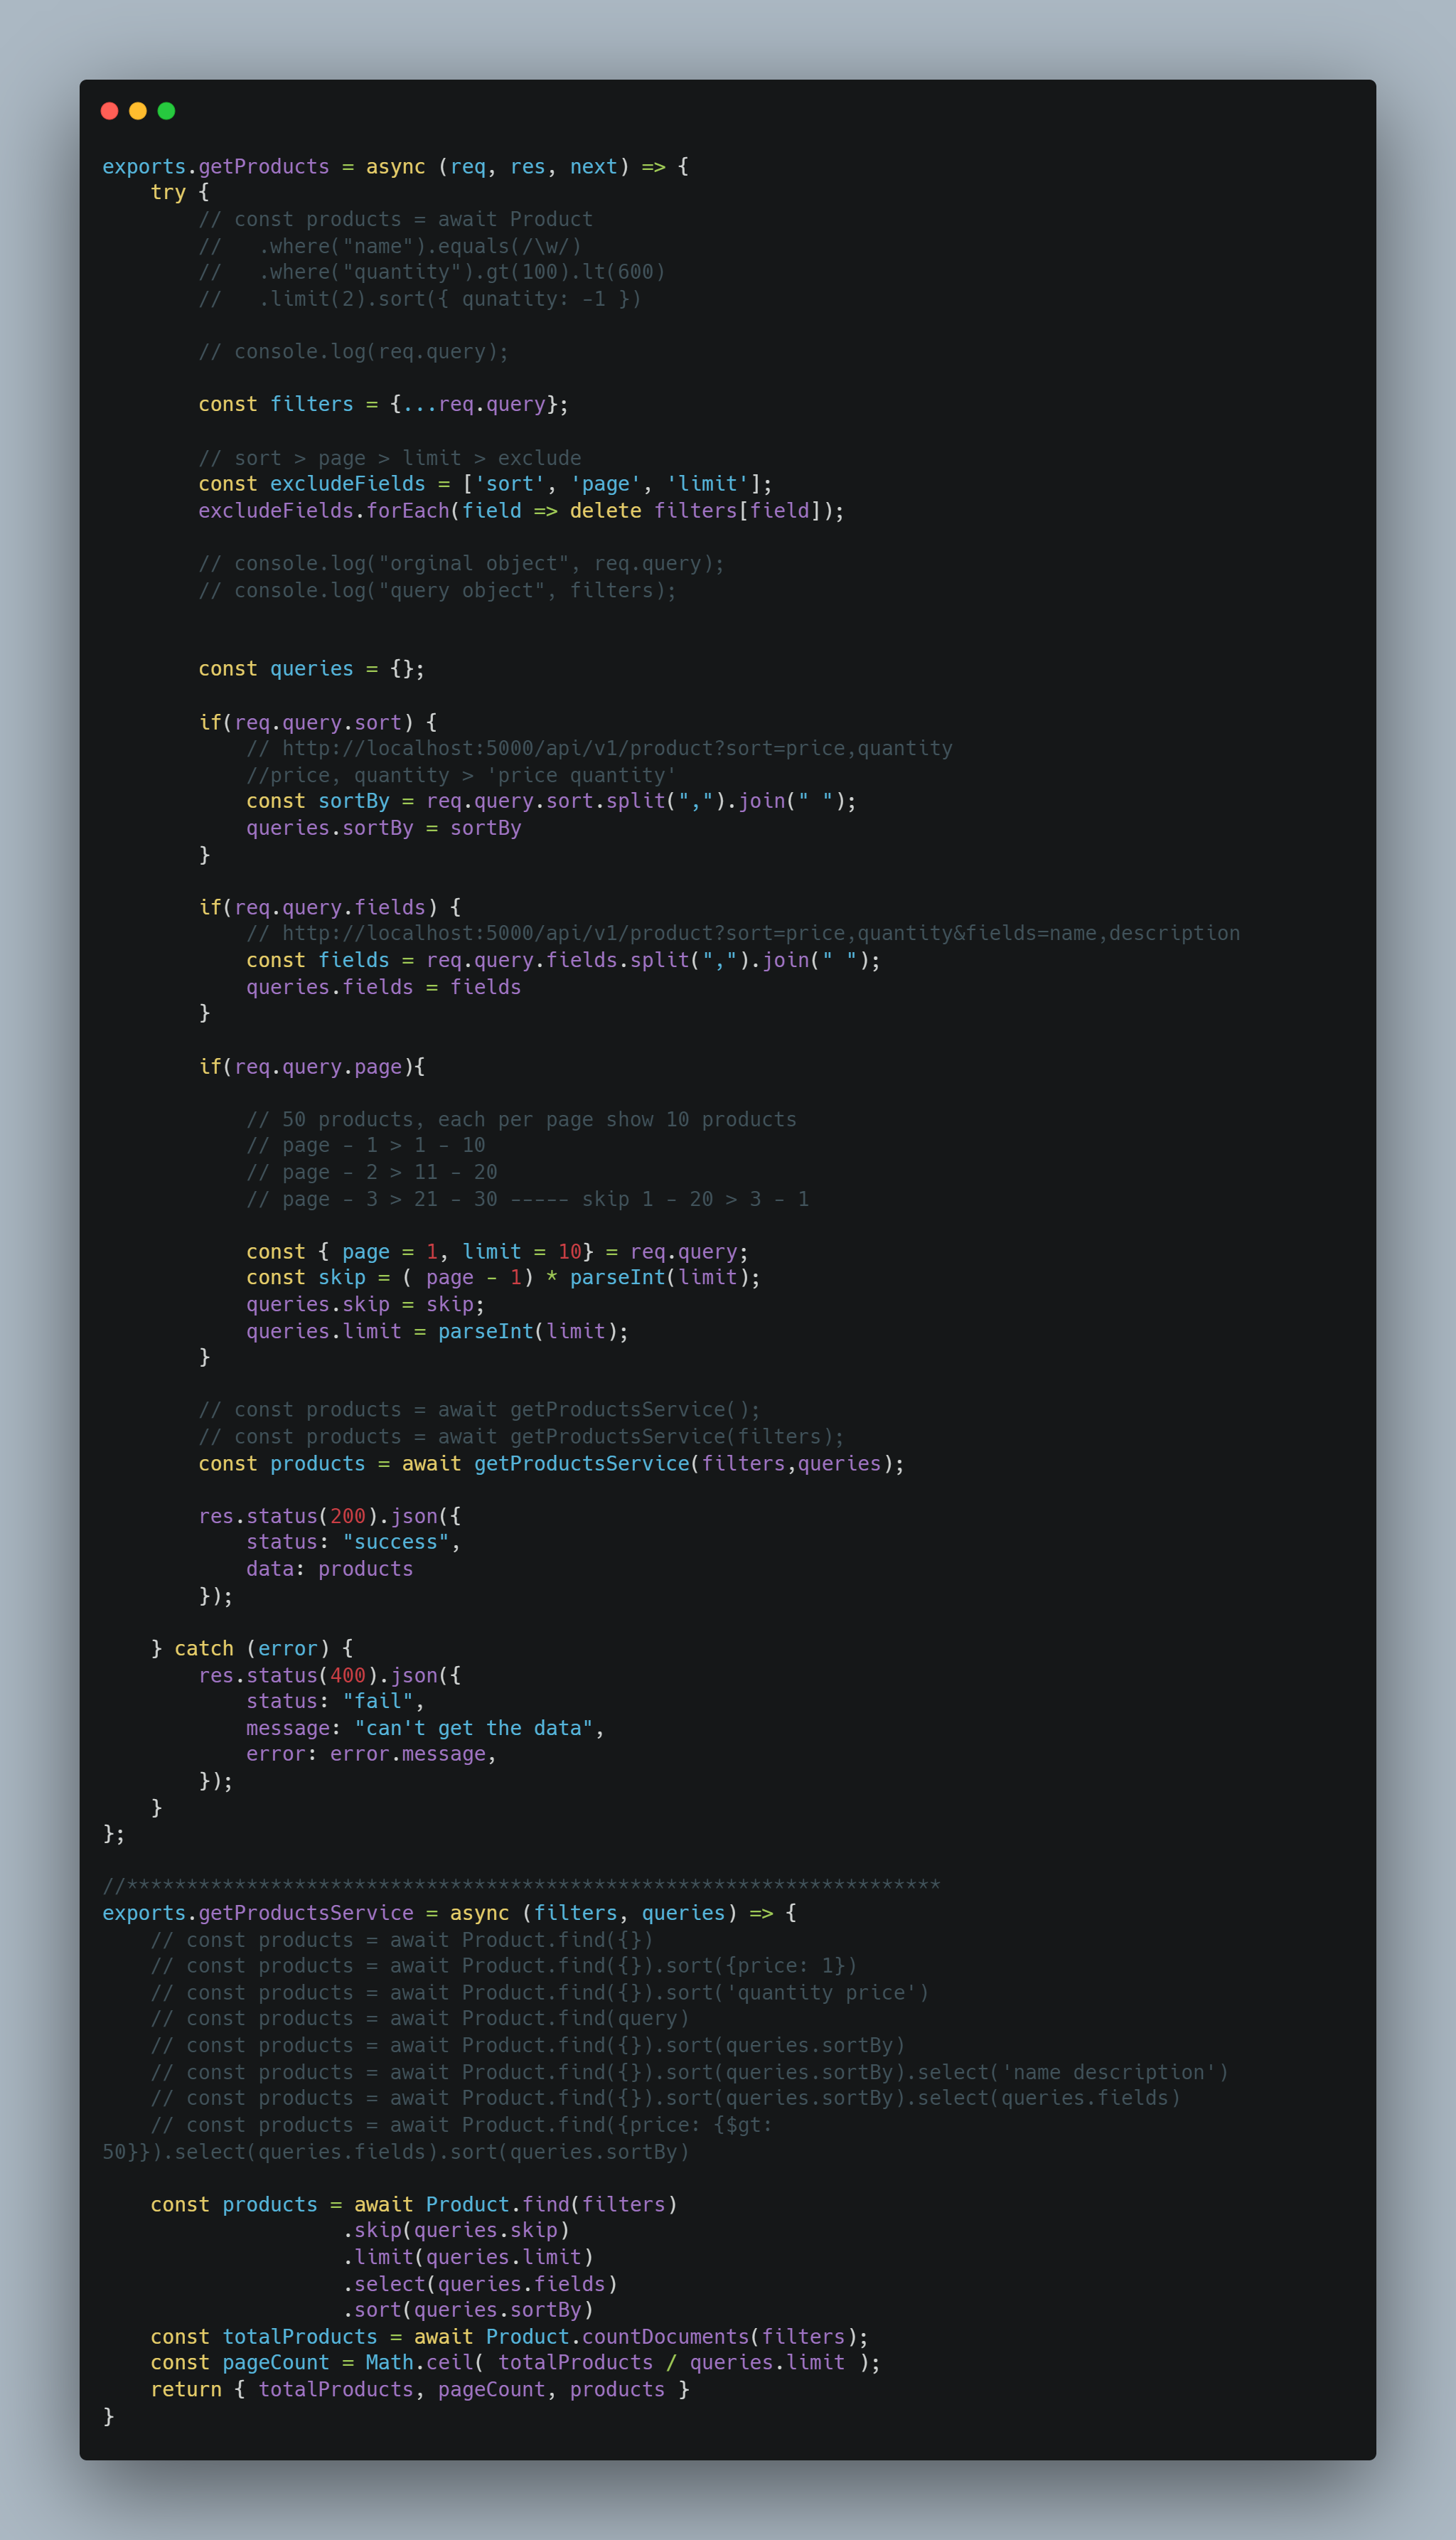 exports.getProducts = async (req, res, next) => {
    try {
        // const products = await Product
        //   .where("name").equals(/\w/)
        //   .where("quantity").gt(100).lt(600)
        //   .limit(2).sort({ qunatity: -1 })

        // console.log(req.query);

        const filters = {...req.query};

        // sort > page > limit > exclude
        const excludeFields = ['sort', 'page', 'limit'];
        excludeFields.forEach(field => delete filters[field]);

        // console.log("orginal object", req.query);
        // console.log("query object", filters);


        const queries = {};

        if(req.query.sort) {
            // http://localhost:5000/api/v1/product?sort=price,quantity
            //price, quantity > 'price quantity'
            const sortBy = req.query.sort.split(",").join(" ");
            queries.sortBy = sortBy
        }

        if(req.query.fields) {
            // http://localhost:5000/api/v1/product?sort=price,quantity&fields=name,description
            const fields = req.query.fields.split(",").join(" ");
            queries.fields = fields
        }

        if(req.query.page){

            // 50 products, each per page show 10 products
            // page - 1 > 1 - 10
            // page - 2 > 11 - 20
            // page - 3 > 21 - 30 ----- skip 1 - 20 > 3 - 1

            const { page = 1, limit = 10} = req.query;
            const skip = ( page - 1) * parseInt(limit);
            queries.skip = skip;
            queries.limit = parseInt(limit);
        }

        // const products = await getProductsService();
        // const products = await getProductsService(filters);
        const products = await getProductsService(filters,queries);

        res.status(200).json({
            status: "success",
            data: products
        });

    } catch (error) {
        res.status(400).json({
            status: "fail",
            message: "can't get the data",
            error: error.message,
        });
    }
};

//********************************************************************
exports.getProductsService = async (filters, queries) => {
    // const products = await Product.find({})
    // const products = await Product.find({}).sort({price: 1})
    // const products = await Product.find({}).sort('quantity price')
    // const products = await Product.find(query)
    // const products = await Product.find({}).sort(queries.sortBy)
    // const products = await Product.find({}).sort(queries.sortBy).select('name description')
    // const products = await Product.find({}).sort(queries.sortBy).select(queries.fields)
    // const products = await Product.find({price: {$gt:
50}}).select(queries.fields).sort(queries.sortBy)

    const products = await Product.find(filters)
                    .skip(queries.skip)
                    .limit(queries.limit)
                    .select(queries.fields)
                    .sort(queries.sortBy)
    const totalProducts = await Product.countDocuments(filters);
    const pageCount = Math.ceil( totalProducts / queries.limit );
    return { totalProducts, pageCount, products }
}